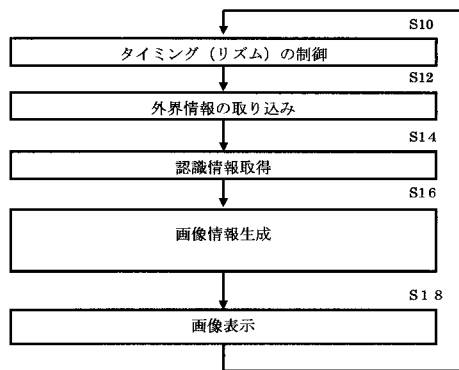 S10
タイミング（リズム）の制御
S12
外界情報の取り込み
S14
認識情報取得
S16
画像情報生成
S18
画像表示